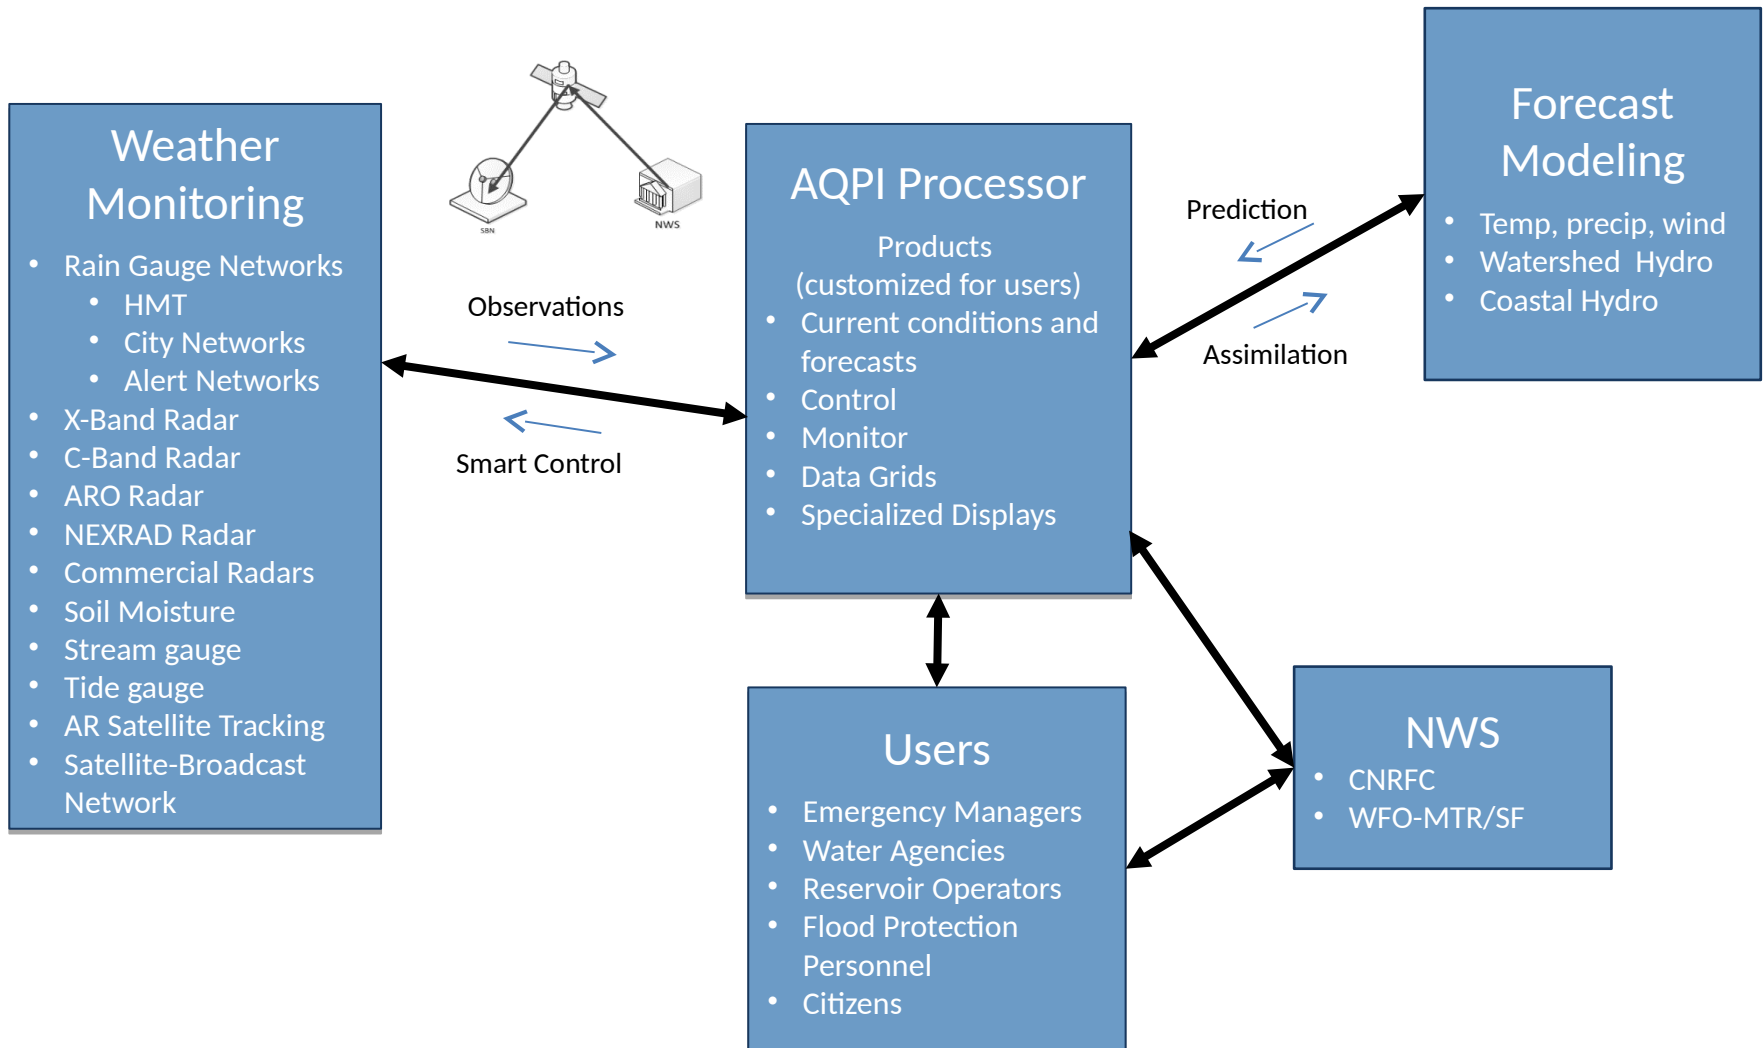 Weather
Monitoring
• Rain Gauge Networks
• HMT
• City Networks
• Alert Networks
• X-Band Radar
• C-Band Radar
• ARO Radar
• NEXRAD Radar
• Commercial Radars
• Soil Moisture
• Stream gauge
• Tide gauge
• AR Satellite Tracking
• Satellite-Broadcast
Network
SBN
NWS
Observations
Smart Control
AQPI Processor
Products
(customized for users)
• Current conditions and
forecasts
• Control
• Monitor
• Data Grids
• Specialized Displays
Prediction
Assimilation
Forecast
Modeling
• Temp, precip, wind
• Watershed  Hydro
• Coastal Hydro
Users
• Emergency Managers
• Water Agencies
• Reservoir Operators
• Flood Protection
Personnel
• Citizens
NWS
• CNRFC
• WFO-MTR/SF